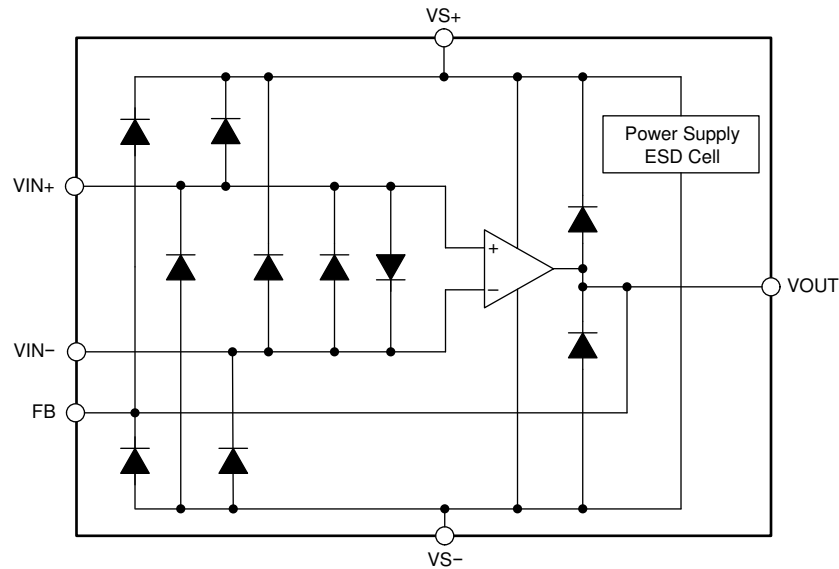 VS+
Power Supply
ESD Cell
VIN+
+
−
VOUT
VIN−
FB
VS−